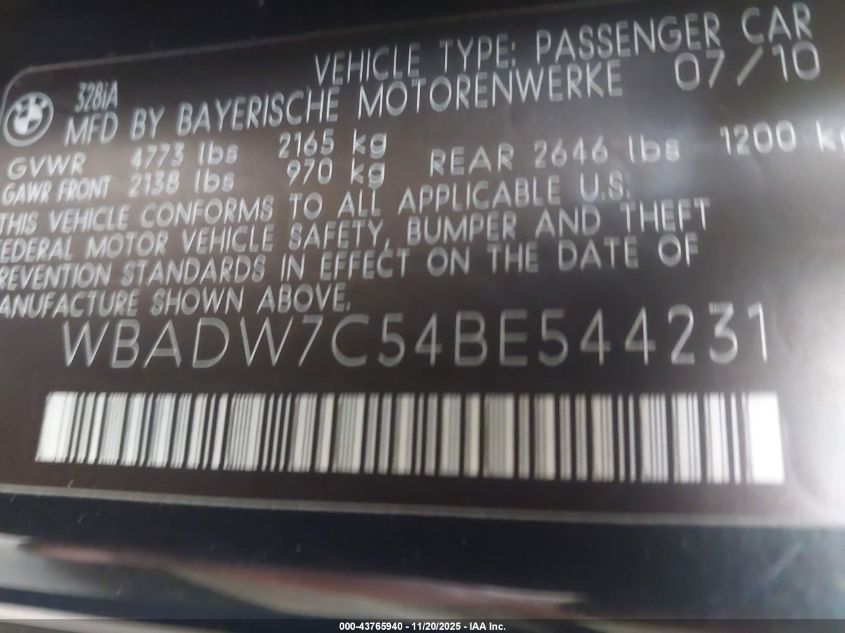 BMW
328iA
VEHICLE TYPE: PASSENGER CAR
MFD BY BAYERISCHE MOTORENWERKE 07/10
GVWR 4773 lbs 2165 kg
GAWR FRONT 2138 lbs 970 kg REAR 2646 lbs 1200 kg
THIS VEHICLE CONFORMS TO ALL APPLICABLE U.S.
FEDERAL MOTOR VEHICLE SAFETY, BUMPER AND THEFT
PREVENTION STANDARDS IN EFFECT ON THE DATE OF
MANUFACTURE SHOWN ABOVE.
WBADW7C54BE544231
000-43765940 - 11/20/2025 - IAA Inc.